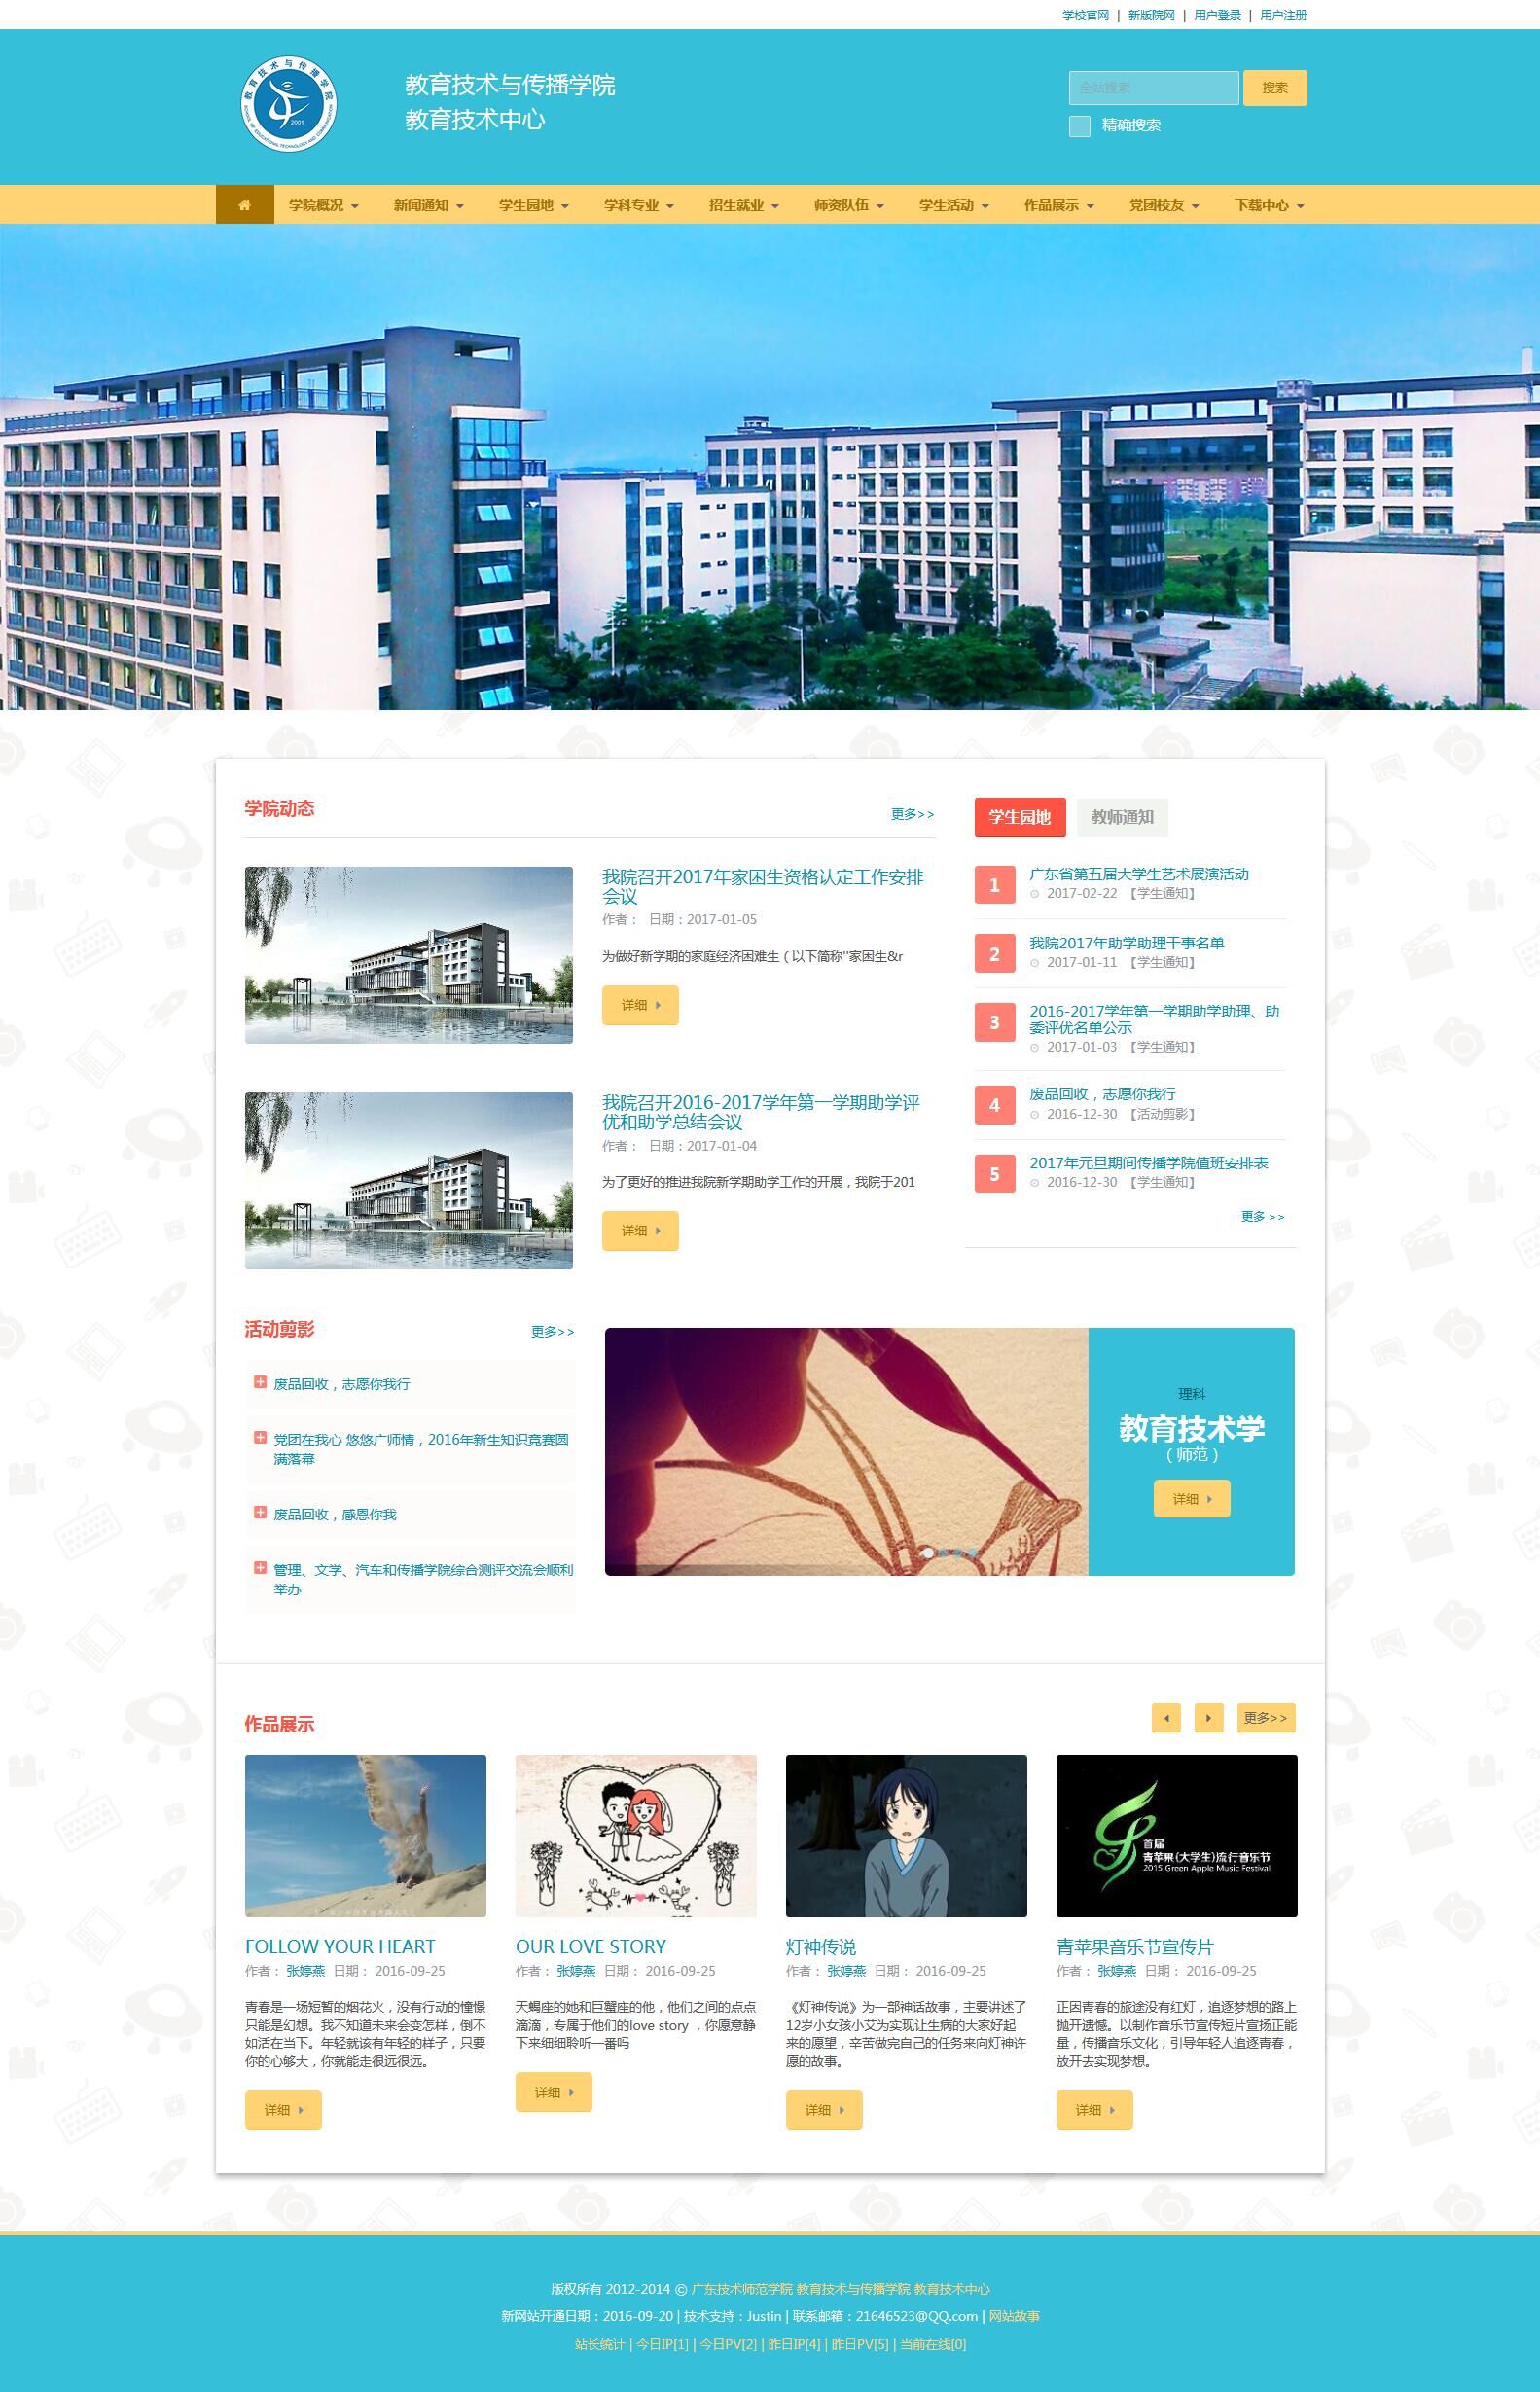 学校官网 | 新版院网 | 用户登录 | 用户注册
教育技术与传播学院
SCHOOL OF EDUCATIONAL TECHNOLOGY AND COMMUNICATION
2001
教育技术与传播学院
教育技术中心
全站搜索
搜索
精确搜索
学院概况 新闻通知 学生园地 学科专业 招生就业 师资队伍 学生活动 作品展示 党团校友 下载中心
学院动态
更多>>
我院召开2017年家困生资格认定工作安排
会议
作者： 日期：2017-01-05
为做好新学期的家庭经济困难生（以下简称"家困生&r
详细
我院召开2016-2017学年第一学期助学评
优和助学总结会议
作者： 日期：2017-01-04
为了更好的推进我院新学期助学工作的开展，我院于201
详细
学生园地 教师通知
1
广东省第五届大学生艺术展演活动
2017-02-22 【学生通知】
2
我院2017年助学助理干事名单
2017-01-11 【学生通知】
3
2016-2017学年第一学期助学助理、助
委评优名单公示
2017-01-03 【学生通知】
4
废品回收，志愿你我行
2016-12-30 【活动剪影】
5
2017年元旦期间传播学院值班安排表
2016-12-30 【学生通知】
更多 >>
活动剪影
更多>>
废品回收，志愿你我行
党团在我心 悠悠广师情，2016年新生知识竞赛圆
满落幕
废品回收，感恩你我
管理、文学、汽车和传播学院综合测评交流会顺利
举办
理科
教育技术学
（师范）
详细
作品展示
更多>>
首届
青苹果(大学生)流行音乐节
2015 Green Apple Music Festival
FOLLOW YOUR HEART
作者： 张婷燕 日期： 2016-09-25
青春是一场短暂的烟花火，没有行动的憧憬
只能是幻想。我不知道未来会变怎样，倒不
如活在当下。年轻就该有年轻的样子，只要
你的心够大，你就能走很远很远。
详细
OUR LOVE STORY
作者： 张婷燕 日期： 2016-09-25
天蝎座的她和巨蟹座的他，他们之间的点点
滴滴，专属于他们的love story ，你愿意静
下来细细聆听一番吗
详细
灯神传说
作者： 张婷燕 日期： 2016-09-25
《灯神传说》为一部神话故事，主要讲述了
12岁小女孩小艾为实现让生病的大家好起
来的愿望，辛苦做完自己的任务来向灯神许
愿的故事。
详细
青苹果音乐节宣传片
作者： 张婷燕 日期： 2016-09-25
正因青春的旅途没有红灯，追逐梦想的路上
抛开遗憾。以制作音乐节宣传短片宣扬正能
量，传播音乐文化，引导年轻人追逐青春，
放开去实现梦想。
详细
版权所有 2012-2014 © 广东技术师范学院 教育技术与传播学院 教育技术中心
新网站开通日期：2016-09-20 | 技术支持：Justin | 联系邮箱：21646523@QQ.com | 网站故事
站长统计 | 今日IP[1] | 今日PV[2] | 昨日IP[4] | 昨日PV[5] | 当前在线[0]